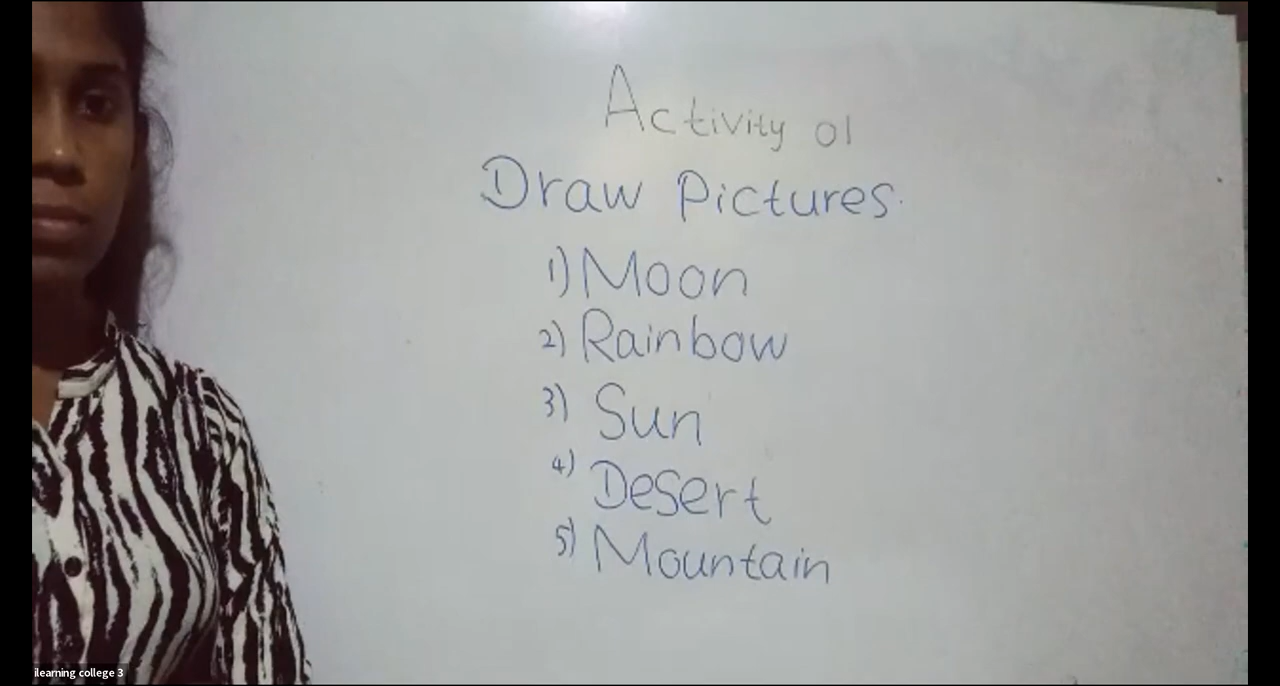 Activity 01
Draw Pictures.
1) Moon
2) Rainbow
3) Sun
4) Desert
5) Mountain
ilearning college 3